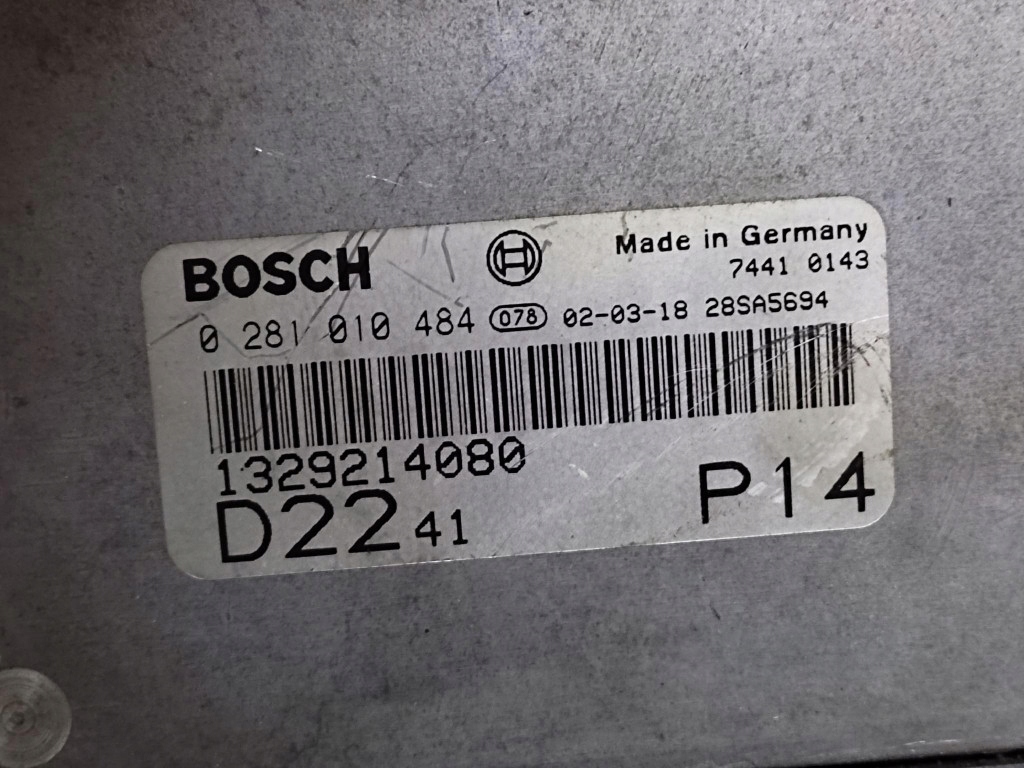 BOSCH
Made in Germany
7441 0143
0 281 010 484 078 02-03-18 28SA5694
1329214080
D22 41 P14